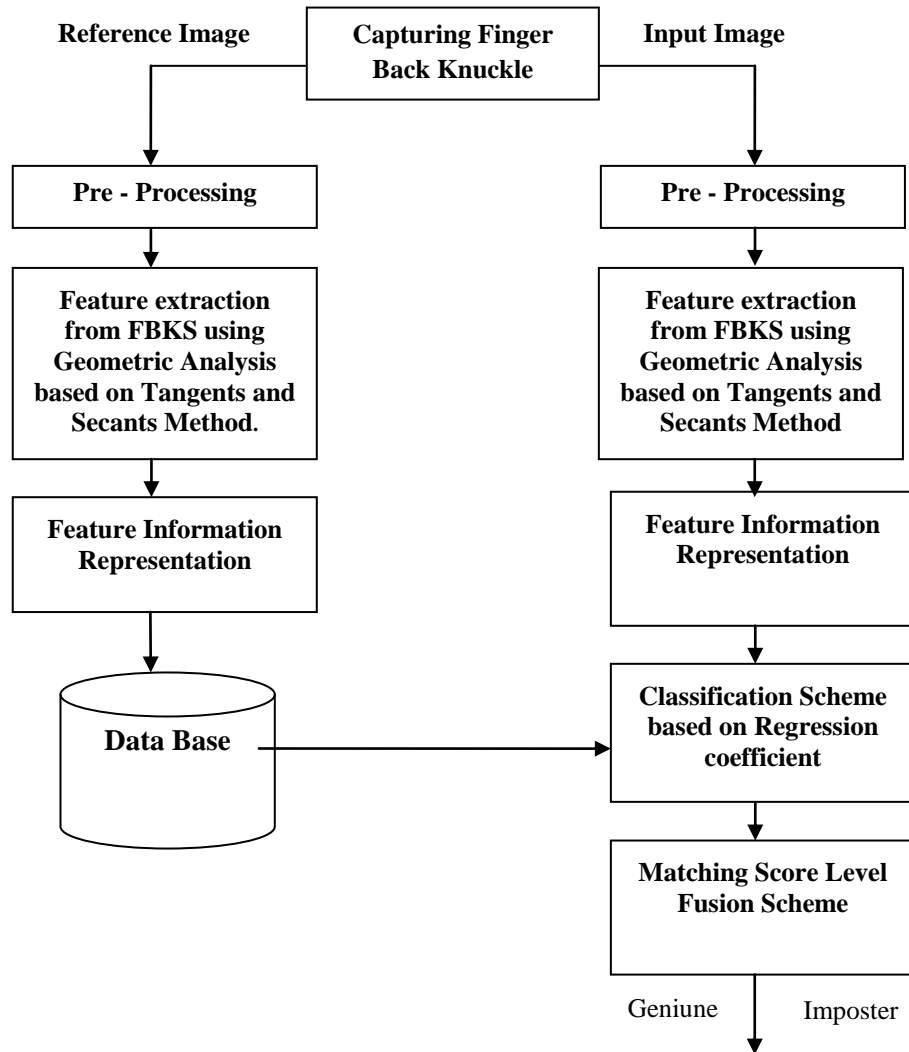 Reference Image
Capturing Finger
Back Knuckle
Input Image
Pre - Processing
Feature extraction
from FBKS using
Geometric Analysis
based on Tangents and
Secants Method.
Feature Information
Representation
Data Base
Pre - Processing
Feature extraction
from FBKS using
Geometric Analysis
based on Tangents and
Secants Method
Feature Information
Representation
Classification Scheme
based on Regression
coefficient
Matching Score Level
Fusion Scheme
Geniune
Imposter